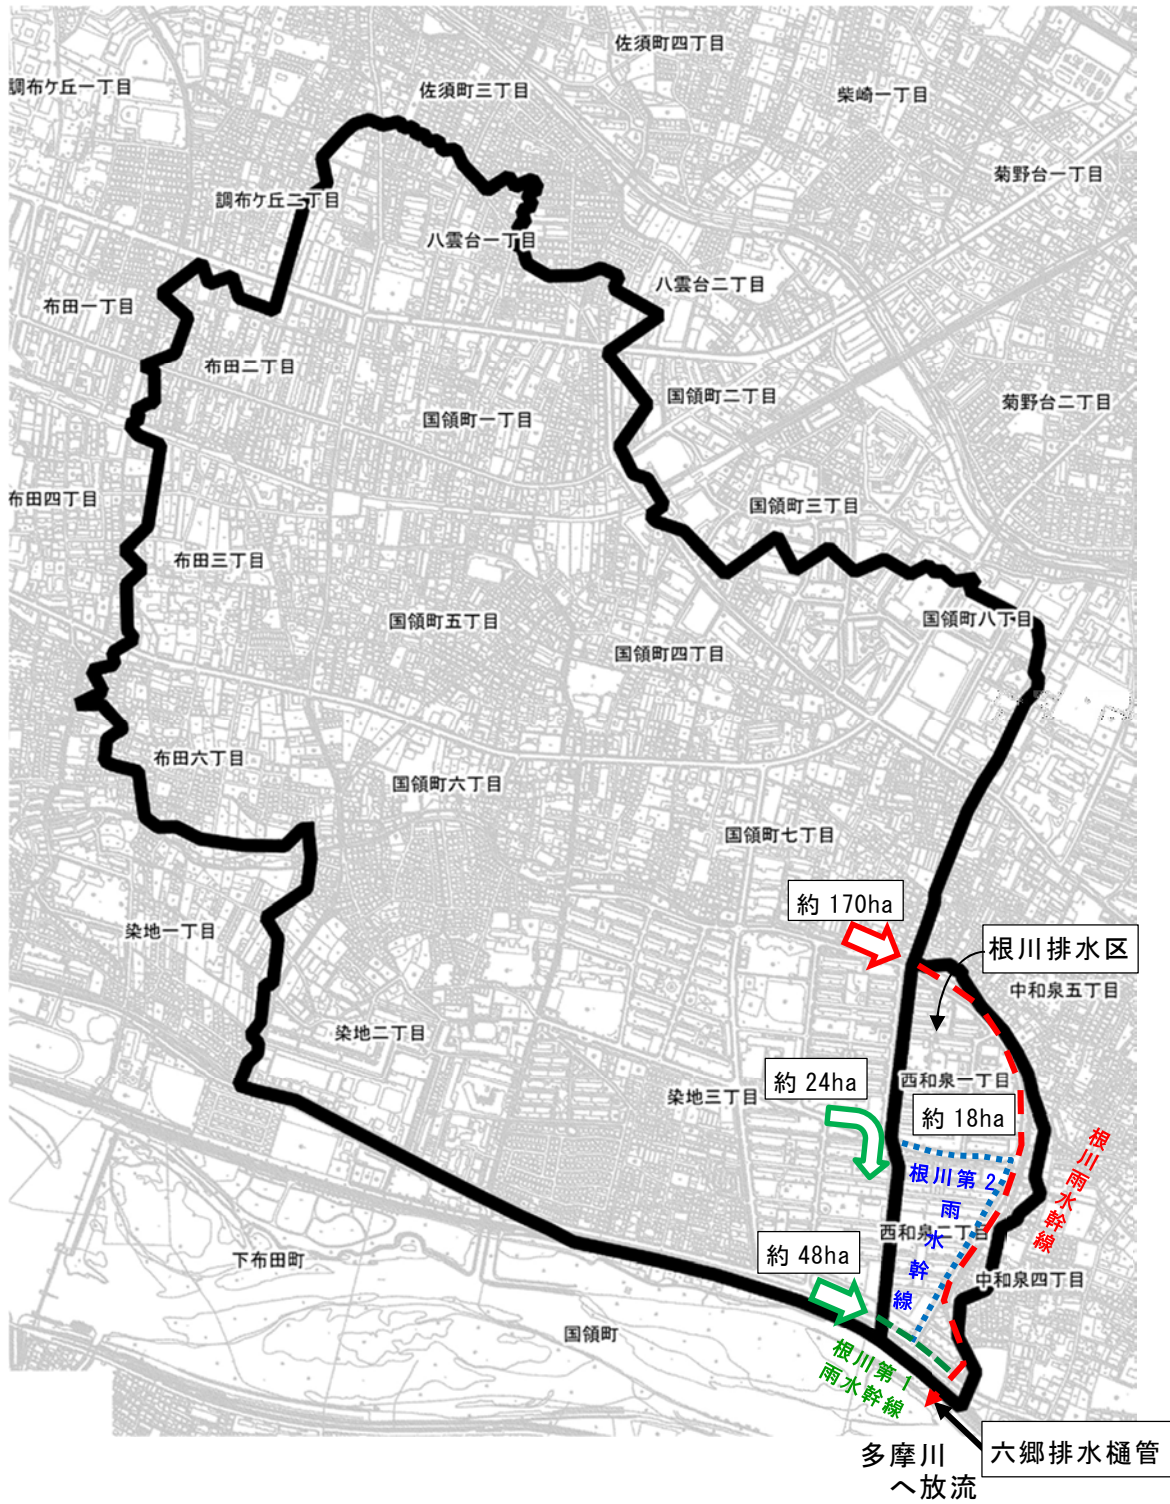 佐須町四丁目
調布ケ丘一丁目
佐須町三丁目
柴崎一丁目
菊野台一丁目
調布ケ丘二丁目
八雲台一丁目
八雲台二丁目
布田一丁目
布田二丁目
国領町二丁目
菊野台二丁目
国領町一丁目
布田四丁目
国領町三丁目
布田三丁目
国領町五丁目
国領町八丁目
国領町四丁目
布田六丁目
国領町六丁目
国領町七丁目
約 170ha
染地一丁目
根川排水区
中和泉五丁目
染地二丁目
約 24ha
西和泉一丁目
染地三丁目
約 18ha
根川雨水幹線
根川第2
雨水幹線
西和泉二丁目
約 48ha
下布田町
中和泉四丁目
国領町
根川第1
雨水幹線
多摩川
へ放流
六郷排水樋管